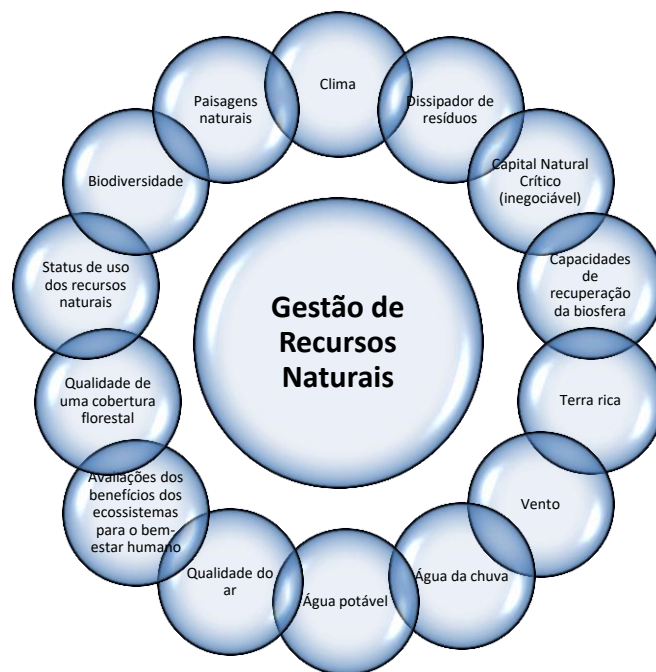 Clima
Dissipador de
resíduos
Capital Natural
Crítico
(inegociável)
Capacidades
de
recuperação
da biosfera
Terra rica
Vento
Água da chuva
Água potável
Qualidade do
ar
Avaliações dos
benefícios dos
ecossistemas
para o bem-
estar humano
Qualidade de
uma cobertura
florestal
Status de uso
dos recursos
naturais
Biodiversidade
Paisagens
naturais
Gestão de
Recursos
Naturais